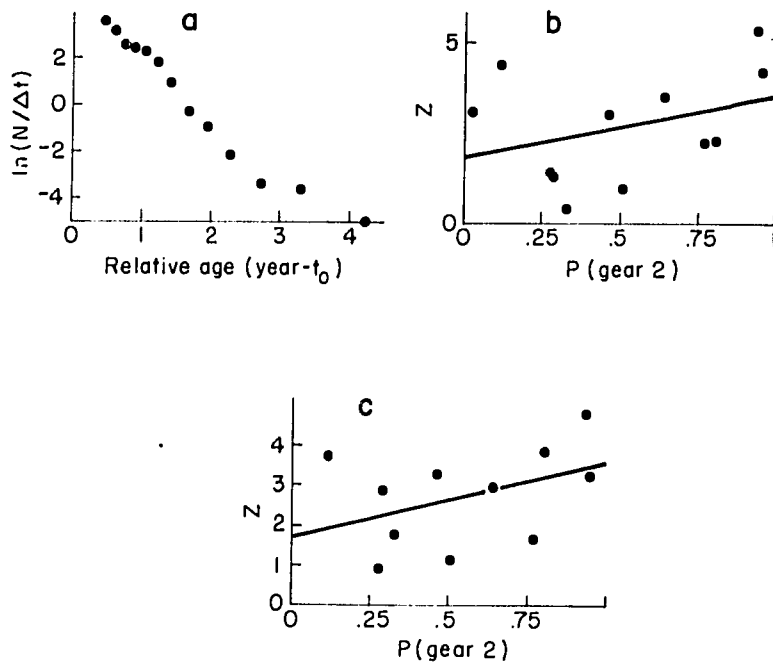 a
ln(N/Δt)
2
0
-2
-4
0 1 2 3 4
Relative age (year-t₀)
b
Z
5
0
0 .25 .5 .75
P (gear 2)
c
Z
4
3
2
1
0
0 .25 .5 .75
P (gear 2)